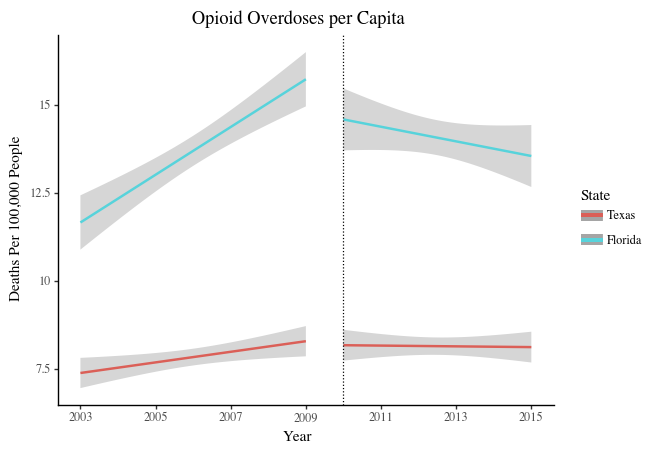 Opioid Overdoses per Capita
Deaths Per 100,000 People
15
12.5
10
7.5
2003 2005 2007 2009 2011 2013 2015
Year
State
Texas
Florida